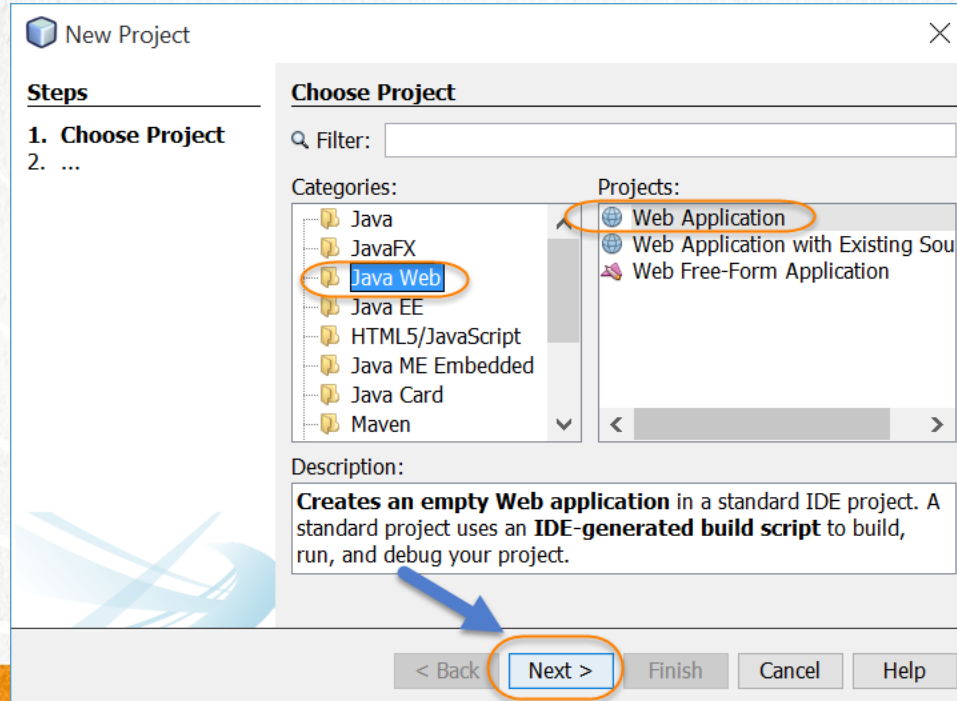 New Project
Steps
1. Choose Project
2. ...
Choose Project
Filter:
Categories:
Java
JavaFX
Java Web
Java EE
HTML5/JavaScript
Java ME Embedded
Java Card
Maven
Projects:
Web Application
Web Application with Existing Sou
Web Free-Form Application
Description:
Creates an empty Web application in a standard IDE project. A
standard project uses an IDE-generated build script to build,
run, and debug your project.
< Back
Next >
Finish
Cancel
Help